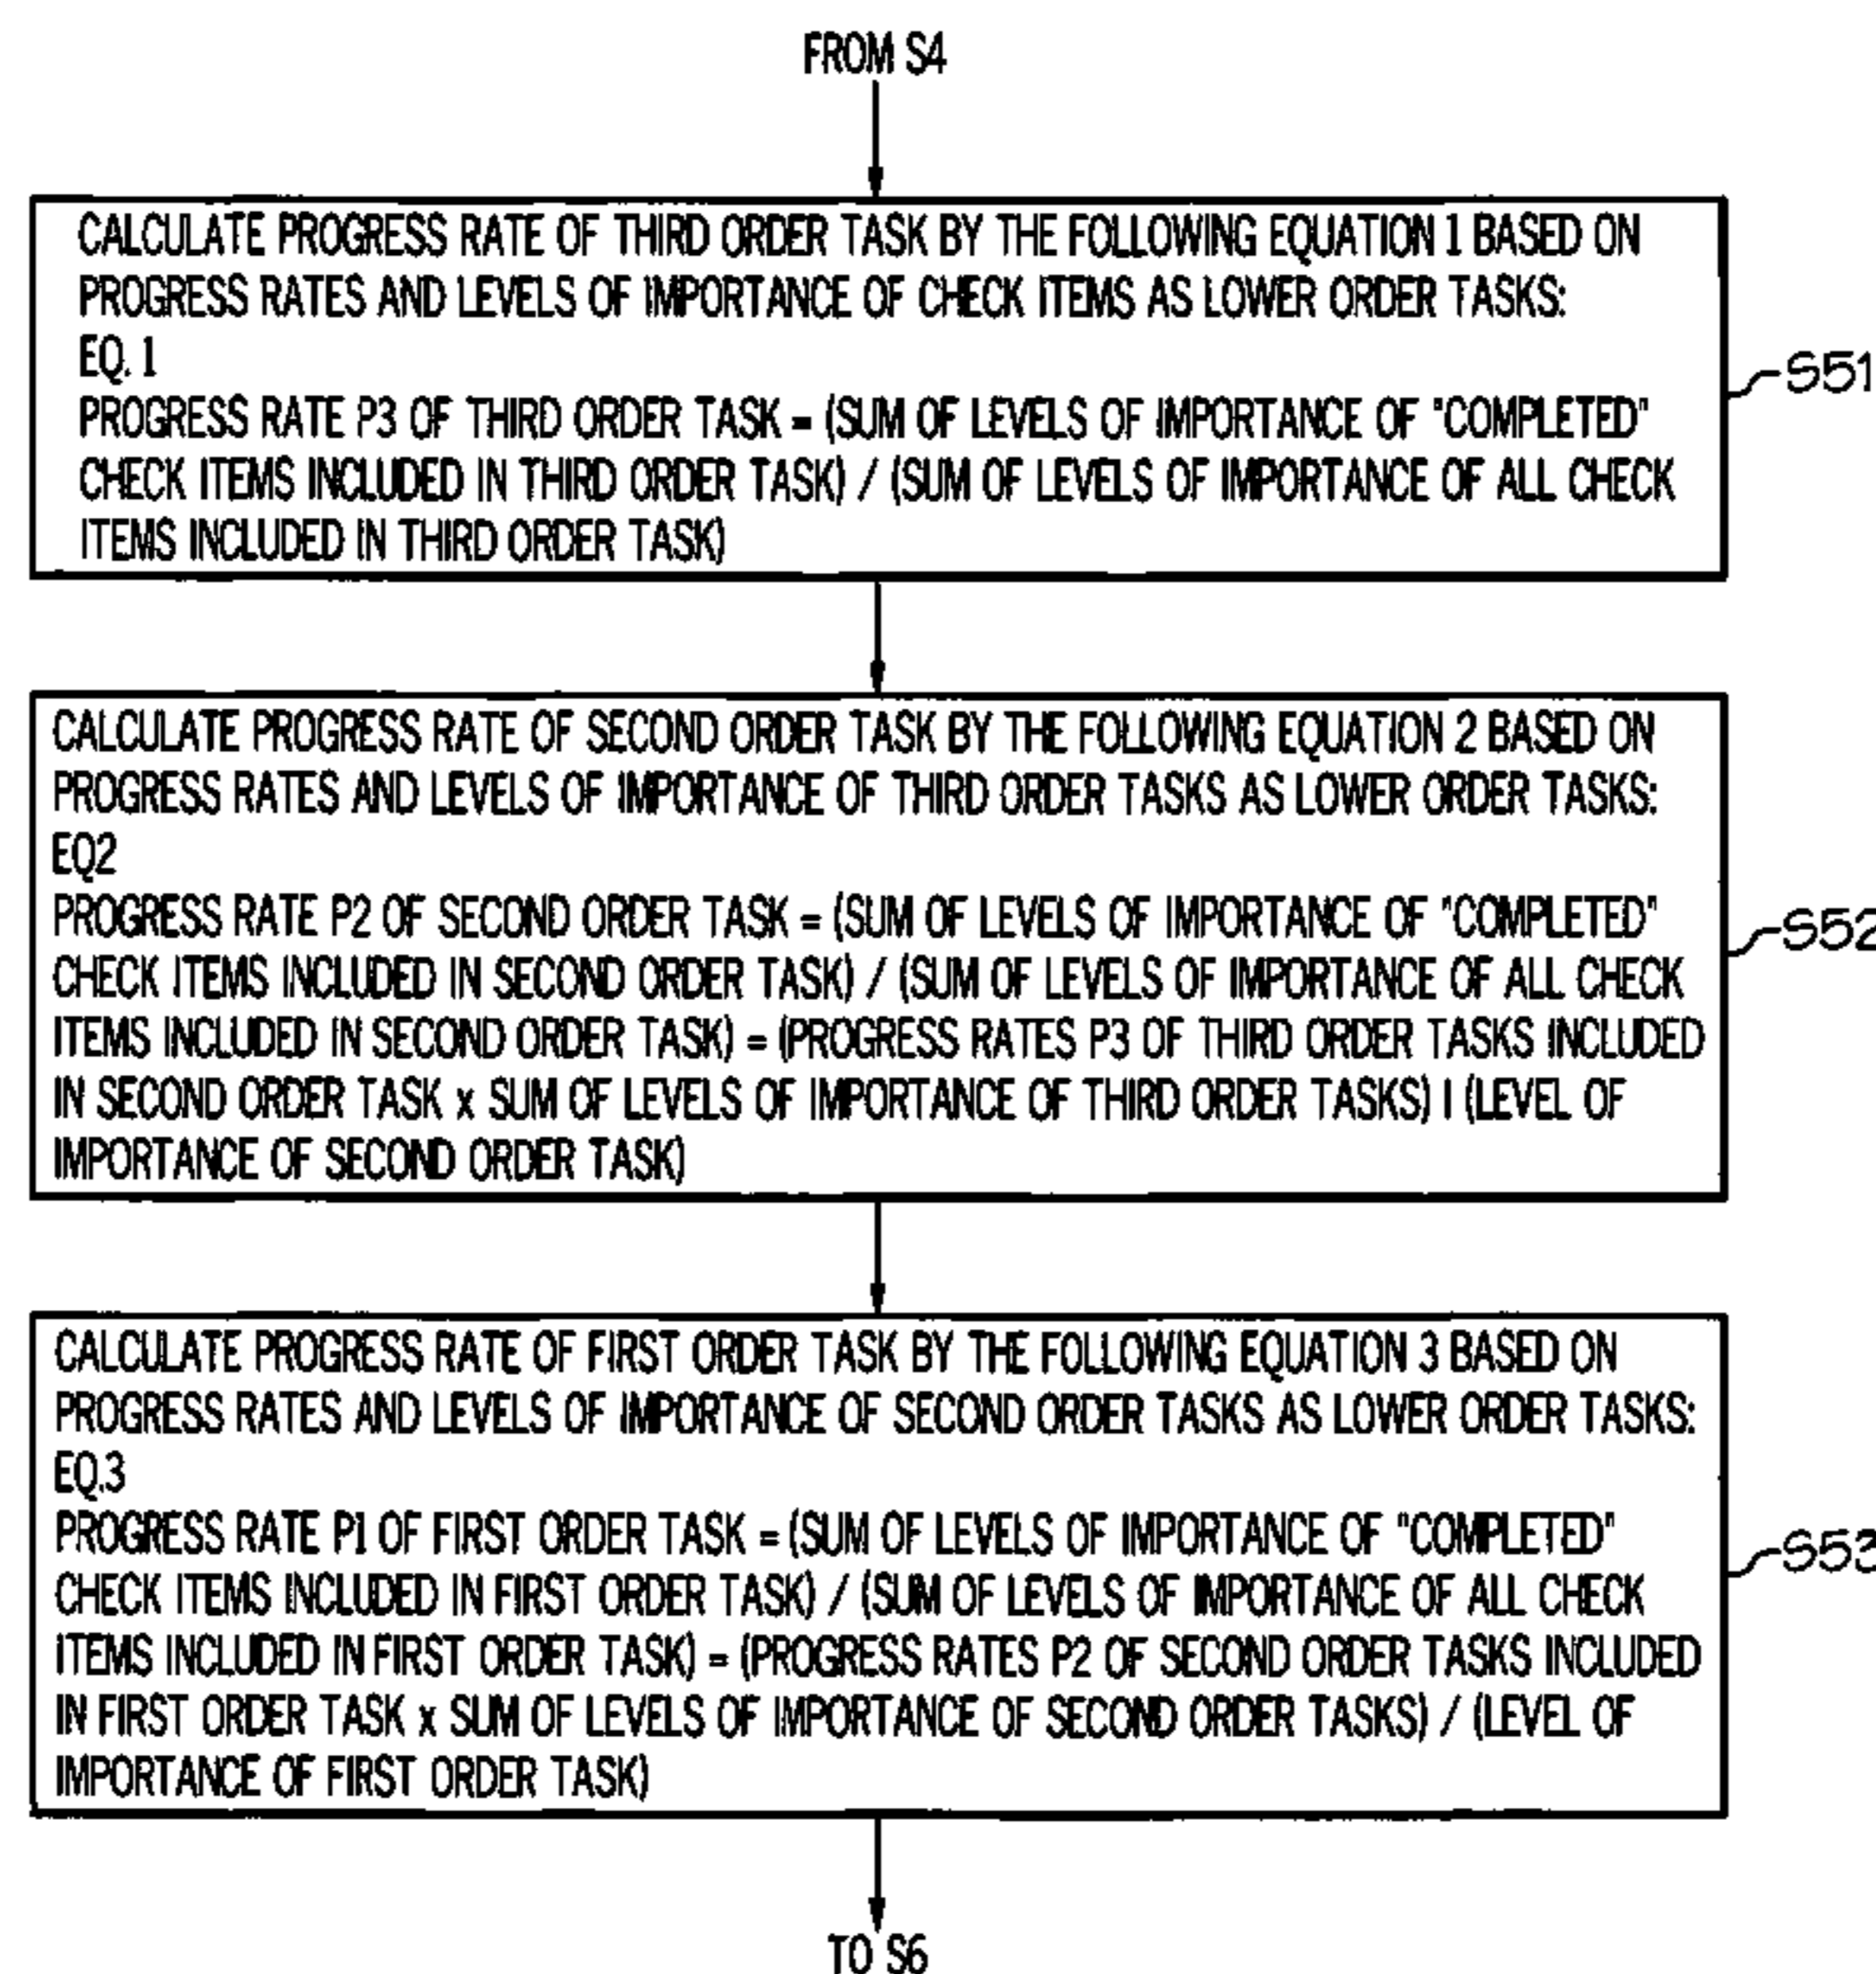 FROM S4
CALCULATE PROGRESS RATE OF THIRD ORDER TASK BY THE FOLLOWING EQUATION 1 BASED ON
PROGRESS RATES AND LEVELS OF IMPORTANCE OF CHECK ITEMS AS LOWER ORDER TASKS:
EQ. 1
PROGRESS RATE P3 OF THIRD ORDER TASK = (SUM OF LEVELS OF IMPORTANCE OF "COMPLETED"
CHECK ITEMS INCLUDED IN THIRD ORDER TASK) / (SUM OF LEVELS OF IMPORTANCE OF ALL CHECK
ITEMS INCLUDED IN THIRD ORDER TASK)
S51
CALCULATE PROGRESS RATE OF SECOND ORDER TASK BY THE FOLLOWING EQUATION 2 BASED ON
PROGRESS RATES AND LEVELS OF IMPORTANCE OF THIRD ORDER TASKS AS LOWER ORDER TASKS:
EQ2
PROGRESS RATE P2 OF SECOND ORDER TASK = (SUM OF LEVELS OF IMPORTANCE OF "COMPLETED"
CHECK ITEMS INCLUDED IN SECOND ORDER TASK) / (SUM OF LEVELS OF IMPORTANCE OF ALL CHECK
ITEMS INCLUDED IN SECOND ORDER TASK) = (PROGRESS RATES P3 OF THIRD ORDER TASKS INCLUDED
IN SECOND ORDER TASK x SUM OF LEVELS OF IMPORTANCE OF THIRD ORDER TASKS) I (LEVEL OF
IMPORTANCE OF SECOND ORDER TASK)
S52
CALCULATE PROGRESS RATE OF FIRST ORDER TASK BY THE FOLLOWING EQUATION 3 BASED ON
PROGRESS RATES AND LEVELS OF IMPORTANCE OF SECOND ORDER TASKS AS LOWER ORDER TASKS:
EQ.3
PROGRESS RATE P1 OF FIRST ORDER TASK = (SUM OF LEVELS OF IMPORTANCE OF "COMPLETED"
CHECK ITEMS INCLUDED IN FIRST ORDER TASK) / (SUM OF LEVELS OF IMPORTANCE OF ALL CHECK
ITEMS INCLUDED IN FIRST ORDER TASK) = (PROGRESS RATES P2 OF SECOND ORDER TASKS INCLUDED
IN FIRST ORDER TASK x SUM OF LEVELS OF IMPORTANCE OF SECOND ORDER TASKS) / (LEVEL OF
IMPORTANCE OF FIRST ORDER TASK)
S53
TO S6